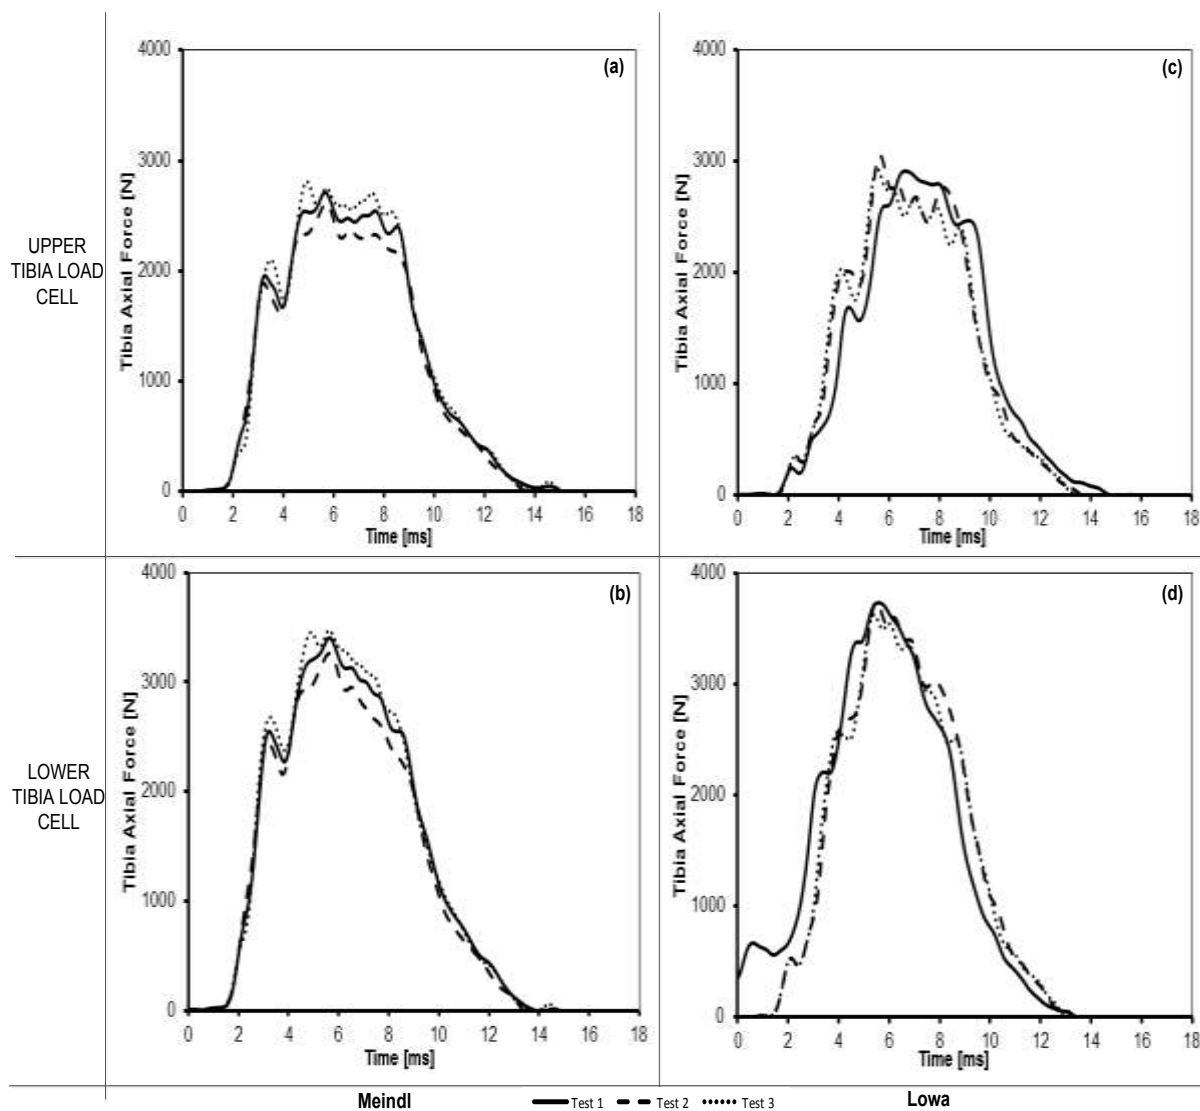 UPPER
TIBIA LOAD
CELL
Tibia Axial Force [N]
4000
3000
2000
1000
0
(a)
0 2 4 6 8 10 12 14 16 18
Time [ms]
Tibia Axial Force [N]
4000
3000
2000
1000
0
(c)
0 2 4 6 8 10 12 14 16 18
Time [ms]
LOWER
TIBIA LOAD
CELL
Tibia Axial Force [N]
4000
3000
2000
1000
0
(b)
0 2 4 6 8 10 12 14 16 18
Time [ms]
Tibia Axial Force [N]
4000
3000
2000
1000
0
(d)
0 2 4 6 8 10 12 14 16 18
Time [ms]
Meindl
Test 1 Test 2 Test 3
Lowa